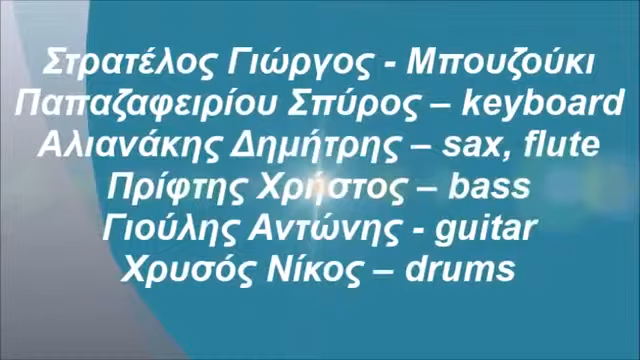 Στρατέλος Γιώργος - Μπουζούκι
Παπαζαφειρίου Σπύρος – keyboard
Αλιανάκης Δημήτρης – sax, flute
Πρίφτης Χρήστος – bass
Γιούλης Αντώνης - guitar
Χρυσός Νίκος – drums